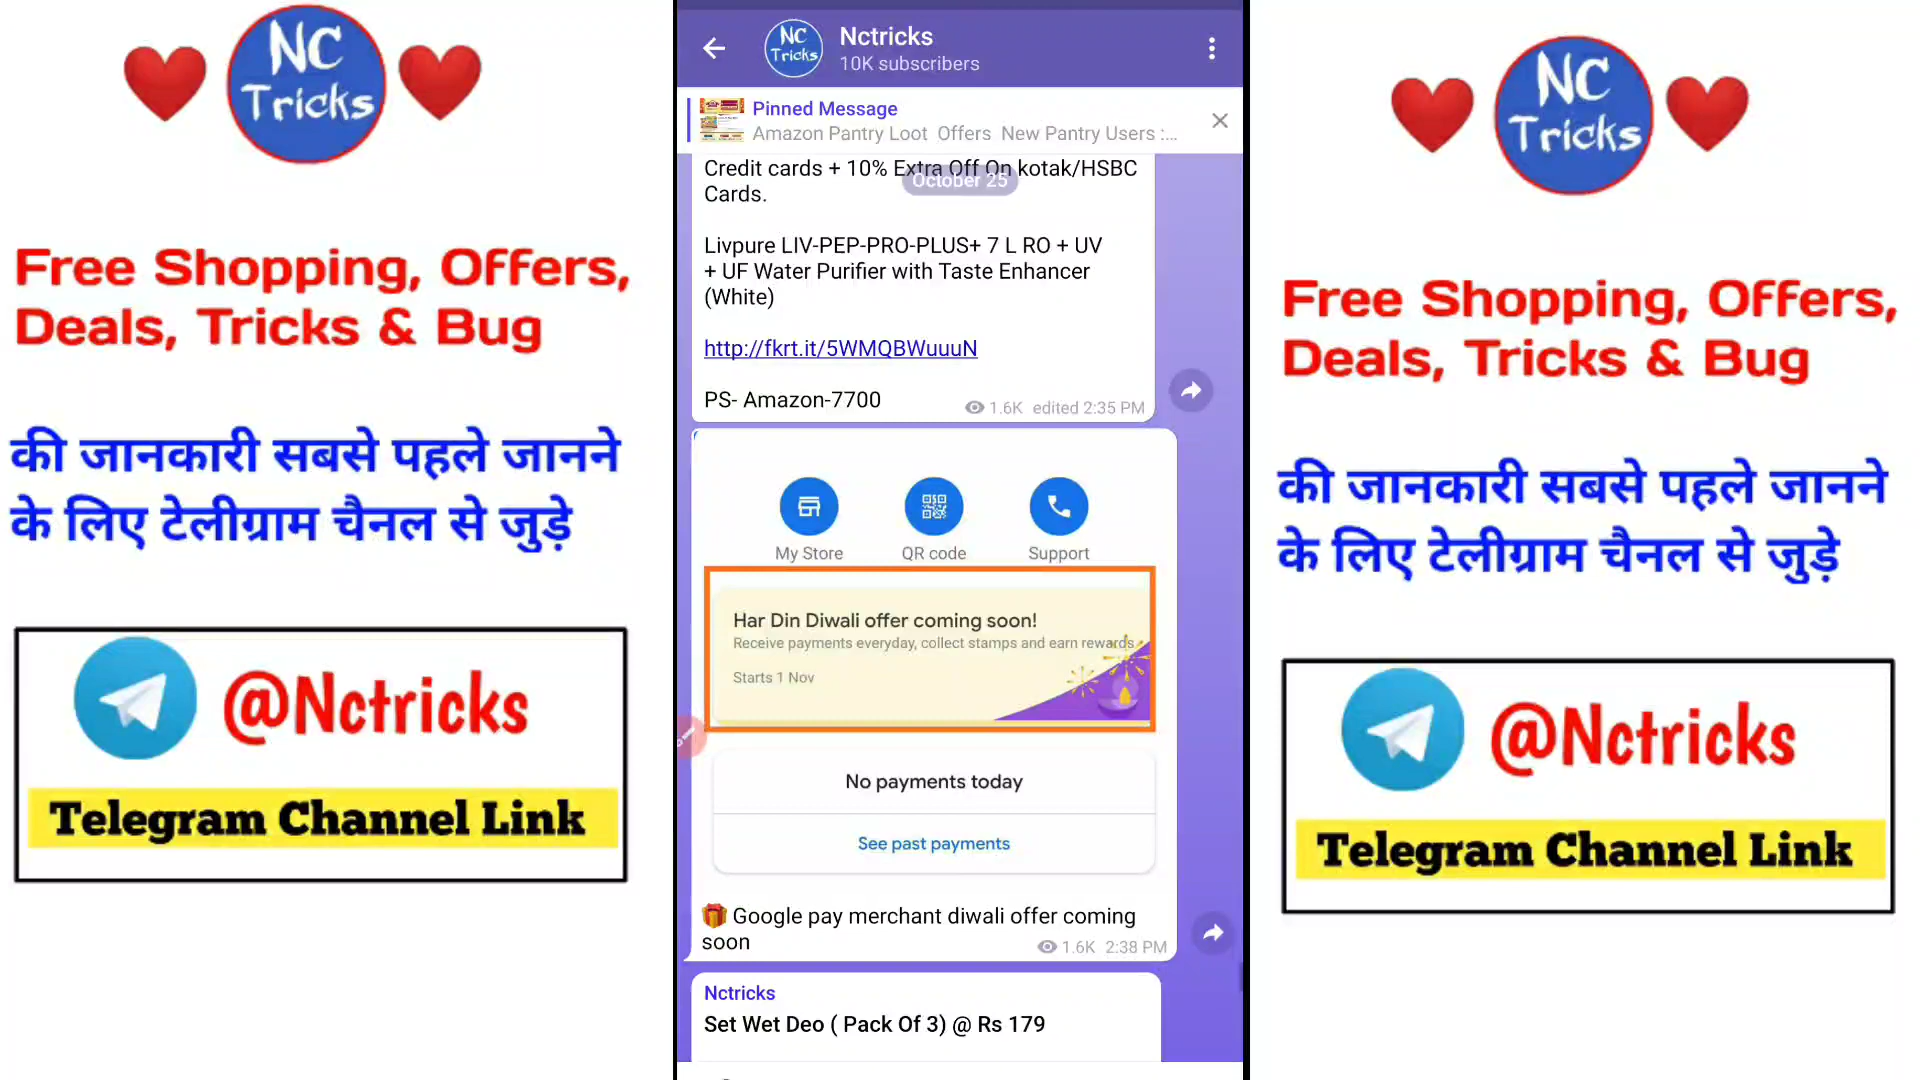 NC
Tricks
Free Shopping, Offers,
Deals, Tricks & Bug
की जानकारी सबसे पहले जानने
के लिए टेलीग्राम चैनल से जुड़े
@Nctricks
Telegram Channel Link
NC
Tricks
Nctricks
10K subscribers
Pinned Message
Amazon Pantry Loot Offers New Pantry Users :...
Credit cards + 10% Extra Off On kotak/HSBC
October 25
Cards.
Livpure LIV-PEP-PRO-PLUS+ 7 L RO + UV
+ UF Water Purifier with Taste Enhancer
(White)
http://fkrt.it/5WMQBWuuuN
PS- Amazon-7700
1.6K edited 2:35 PM
My Store QR code Support
Har Din Diwali offer coming soon!
Receive payments everyday, collect stamps and earn rewards
Starts 1 Nov
No payments today
See past payments
🎁 Google pay merchant diwali offer coming
soon
1.6K 2:38 PM
Nctricks
Set Wet Deo ( Pack Of 3) @ Rs 179
NC
Tricks
Free Shopping, Offers,
Deals, Tricks & Bug
की जानकारी सबसे पहले जानने
के लिए टेलीग्राम चैनल से जुड़े
@Nctricks
Telegram Channel Link